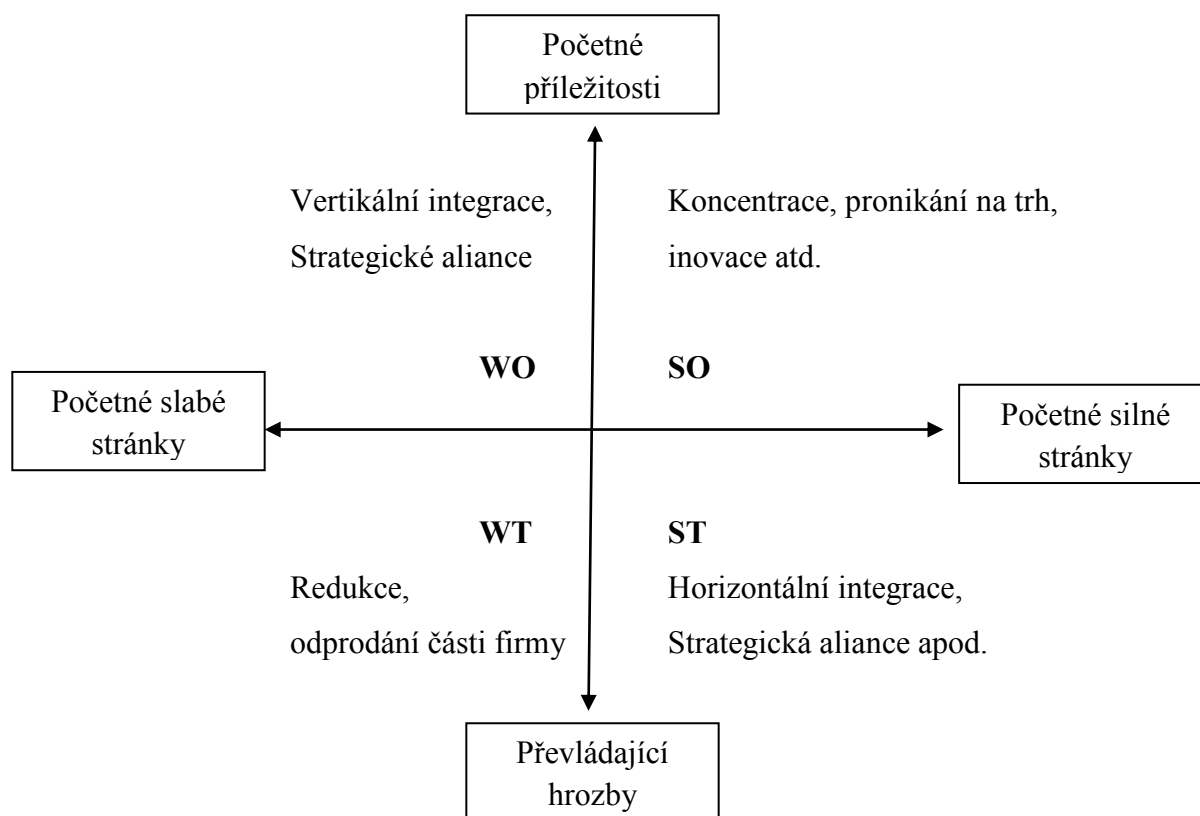 Početné
příležitosti
Vertikální integrace,
Strategické aliance
Koncentrace, pronikání na trh,
inovace atd.
WO
SO
Početné slabé
stránky
Početné silné
stránky
WT
ST
Redukce,
odprodání části firmy
Horizontální integrace,
Strategická aliance apod.
Převládající
hrozby